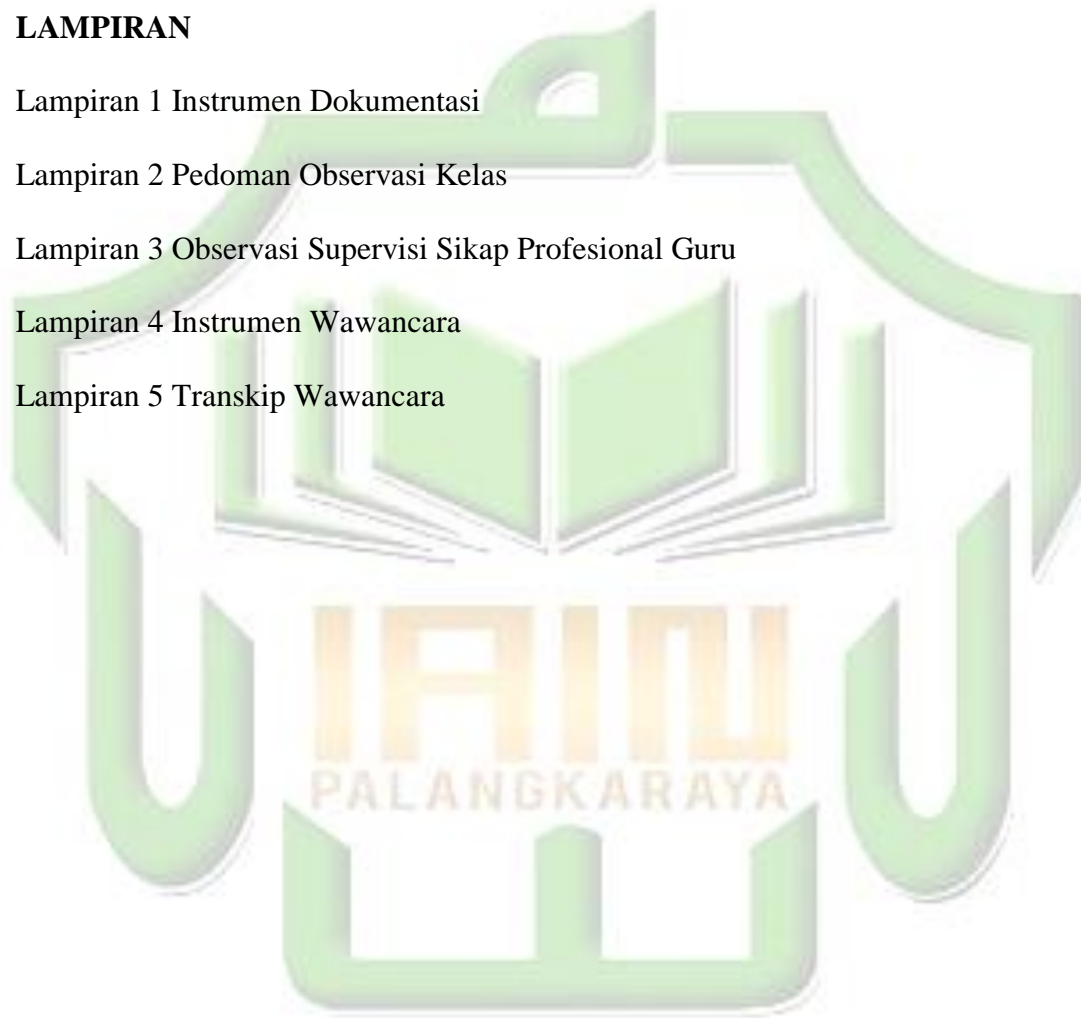 LAMPIRAN
Lampiran 1 Instrumen Dokumentasi
Lampiran 2 Pedoman Observasi Kelas
Lampiran 3 Observasi Supervisi Sikap Profesional Guru
Lampiran 4 Instrumen Wawancara
Lampiran 5 Transkip Wawancara
IAIN
PALANGKARAYA